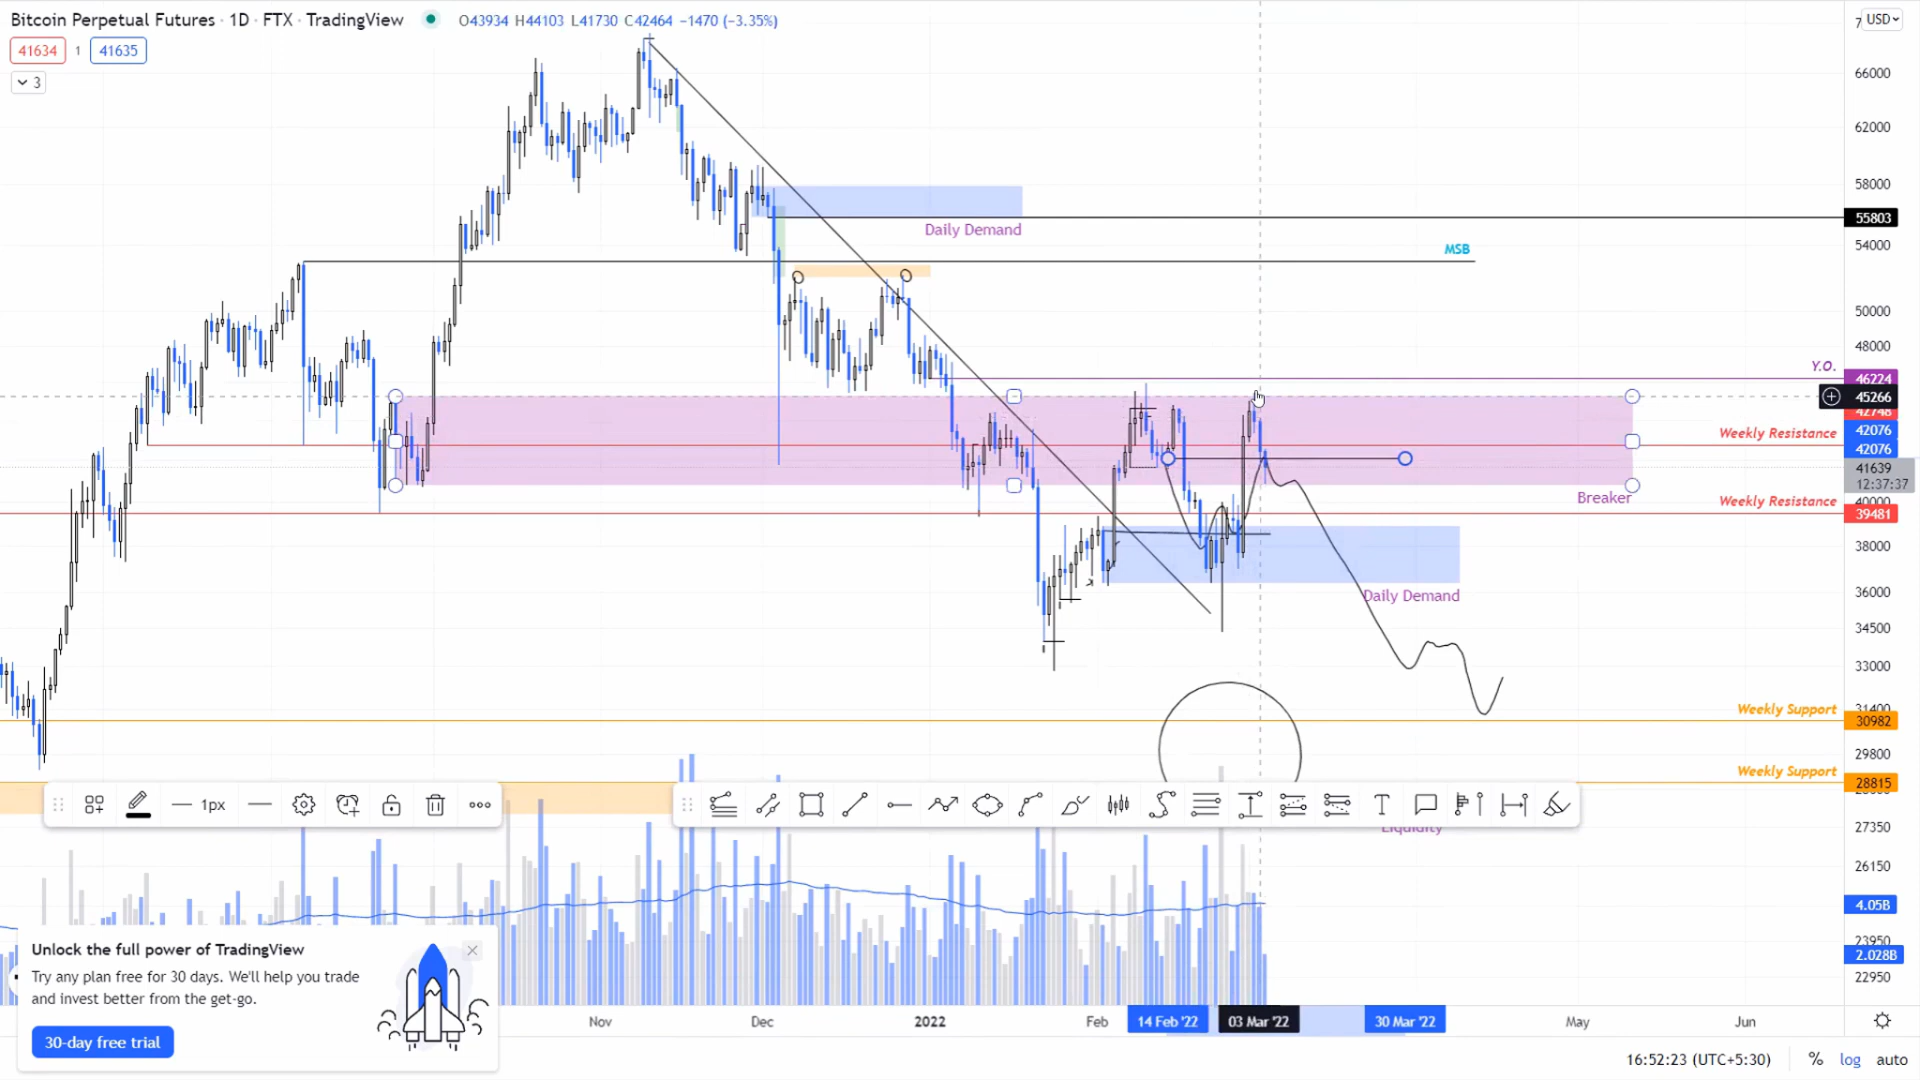 Bitcoin Perpetual Futures · 1D · FTX · TradingView
O43934 H44103 L41730 C42464 −1470 (−3.35%)
USD
41634
1
41635
3
66000
62000
58000
Daily Demand
55803
54000
MSB
50000
48000
Y.O.
46224
45266
42748
Weekly Resistance
42076
42076
41639
12:37:37
Breaker
Weekly Resistance
40000
39481
38000
36000
Daily Demand
34500
33000
31400
Weekly Support
30982
29800
Weekly Support
28815
1px
T
Liquidity
27350
26150
4.05B
23950
2.028B
22950
Unlock the full power of TradingView
Try any plan free for 30 days. We'll help you trade
and invest better from the get-go.
30-day free trial
Nov
Dec
2022
Feb
14 Feb '22
03 Mar '22
30 Mar '22
May
Jun
16:52:23 (UTC+5:30)
%
log
auto